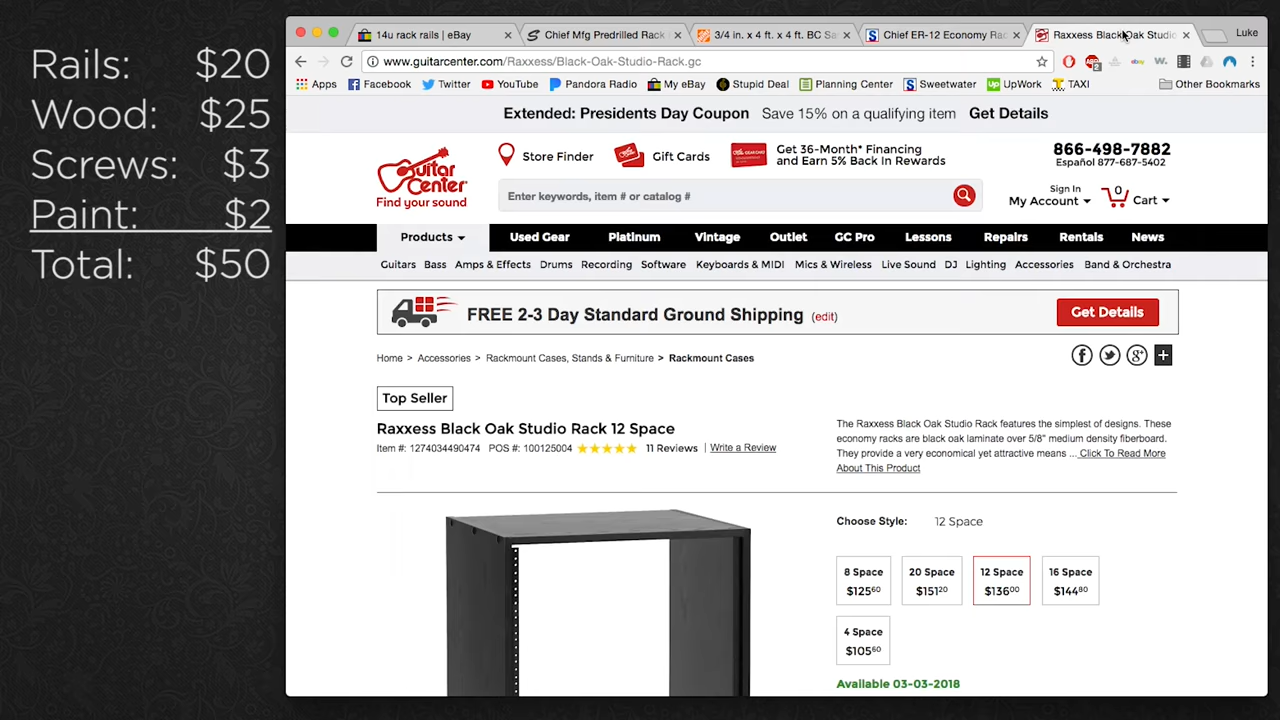 Rails: $20
Wood: $25
Screws: $3
Paint: $2
Total: $50
14u rack rails | eBay
Chief Mfg Predrilled Rack
3/4 in. x 4 ft. x 4 ft. BC Sa
Chief ER-12 Economy Rac
Raxxess Black Oak Studio
Luke
www.guitarcenter.com/Raxxess/Black-Oak-Studio-Rack.gc
Apps Facebook Twitter YouTube Pandora Radio My eBay Stupid Deal Planning Center Sweetwater UpWork TAXI Other Bookmarks
Extended: Presidents Day Coupon Save 15% on a qualifying item Get Details
Guitar Center
Find your sound
Store Finder
Gift Cards
Get 36-Month* Financing
and Earn 5% Back In Rewards
866-498-7882
Español 877-687-5402
Enter keywords, item # or catalog #
Sign In
My Account
0
Cart
Products Used Gear Platinum Vintage Outlet GC Pro Lessons Repairs Rentals News
Guitars Bass Amps & Effects Drums Recording Software Keyboards & MIDI Mics & Wireless Live Sound DJ Lighting Accessories Band & Orchestra
FREE 2-3 Day Standard Ground Shipping (edit)
Get Details
Home > Accessories > Rackmount Cases, Stands & Furniture > Rackmount Cases
Top Seller
Raxxess Black Oak Studio Rack 12 Space
Item #: 1274034490474 POS #: 100125004 11 Reviews | Write a Review
The Raxxess Black Oak Studio Rack features the simplest of designs. These
economy racks are black oak laminate over 5/8" medium density fiberboard.
They provide a very economical yet attractive means ... Click To Read More
About This Product
Choose Style: 12 Space
8 Space
$12560
20 Space
$15120
12 Space
$13600
16 Space
$14480
4 Space
$10560
Available 03-03-2018